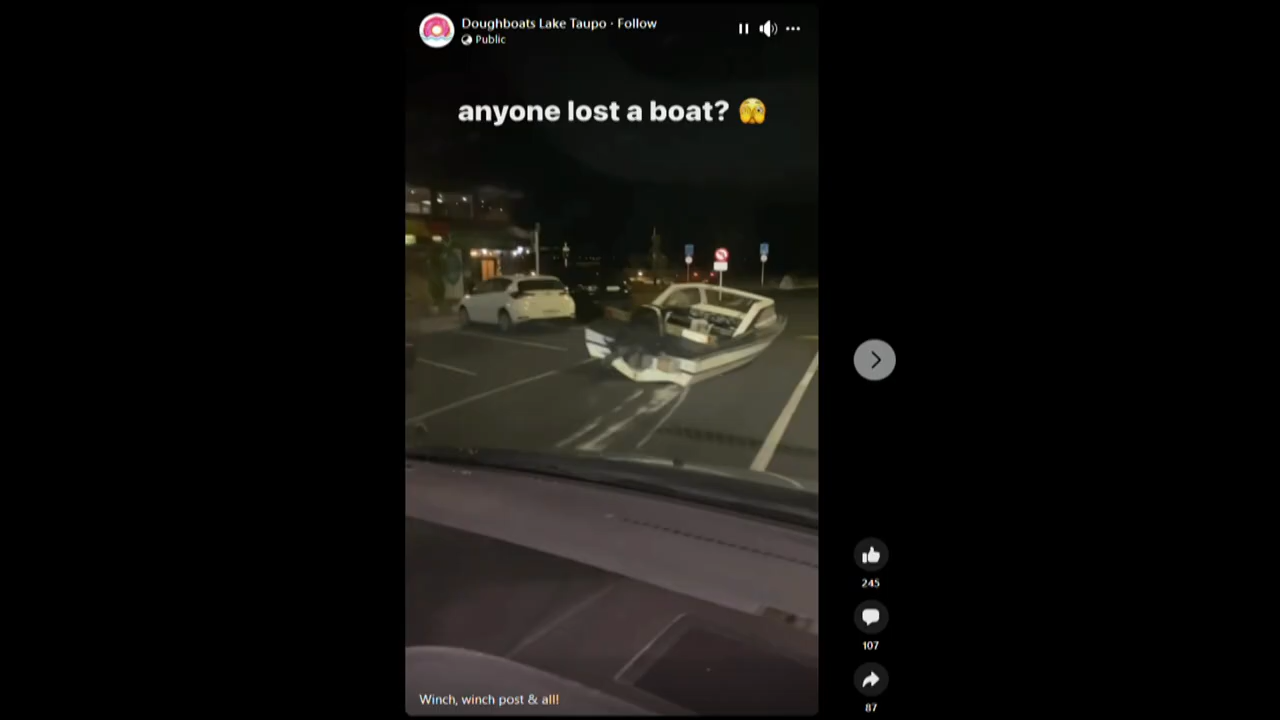 Doughboats Lake Taupo · Follow
Public
anyone lost a boat? 🫣
245
107
87
Winch, winch post & all!